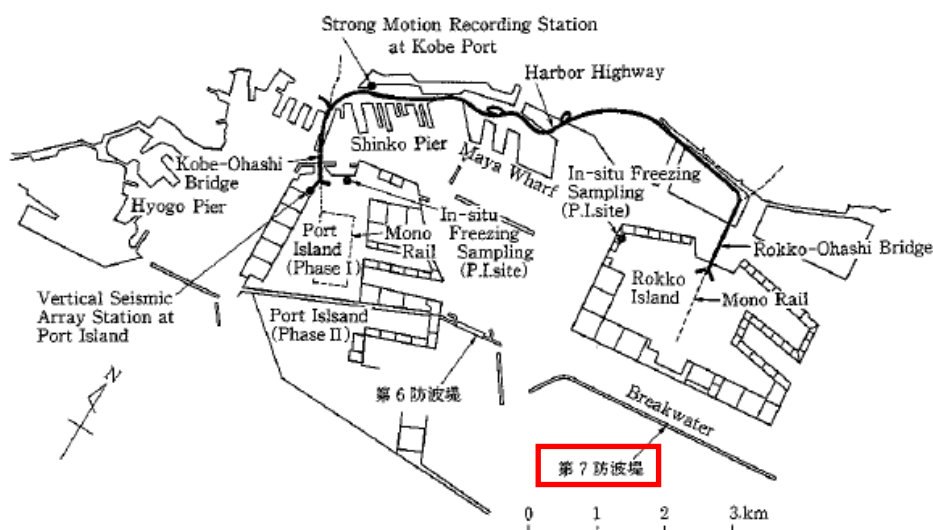 Strong Motion Recording Station
at Kobe Port
Harbor Highway
Shinko Pier
Maya Wharf
Kobe-Ohashi
Bridge
Hyogo Pier
In-situ Freezing
Sampling
(P.I.site)
In-situ
Freezing
Sampling
(P.I.site)
Port
Island
(Phase I)
Mono
Rail
Rokko-Ohashi Bridge
Rokko
Island
Mono Rail
Vertical Seismic
Array Station at
Port Island
Port Ilsand
(Phase II)
第6防波堤
Breakwater
第7防波堤
N
0 1 2 3.km